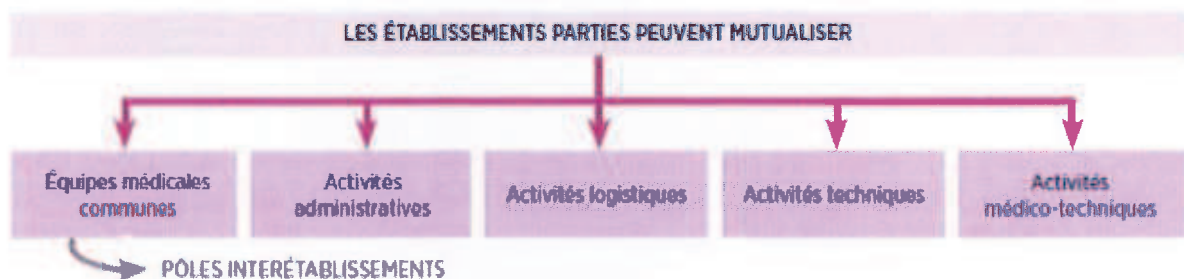 LES ÉTABLISSEMENTS PARTIES PEUVENT MUTUALISER
Équipes médicales
communes
Activités
administratives
Activités logistiques
Activités techniques
Activités
médico-techniques
PÔLES INTERÉTABLISSEMENTS